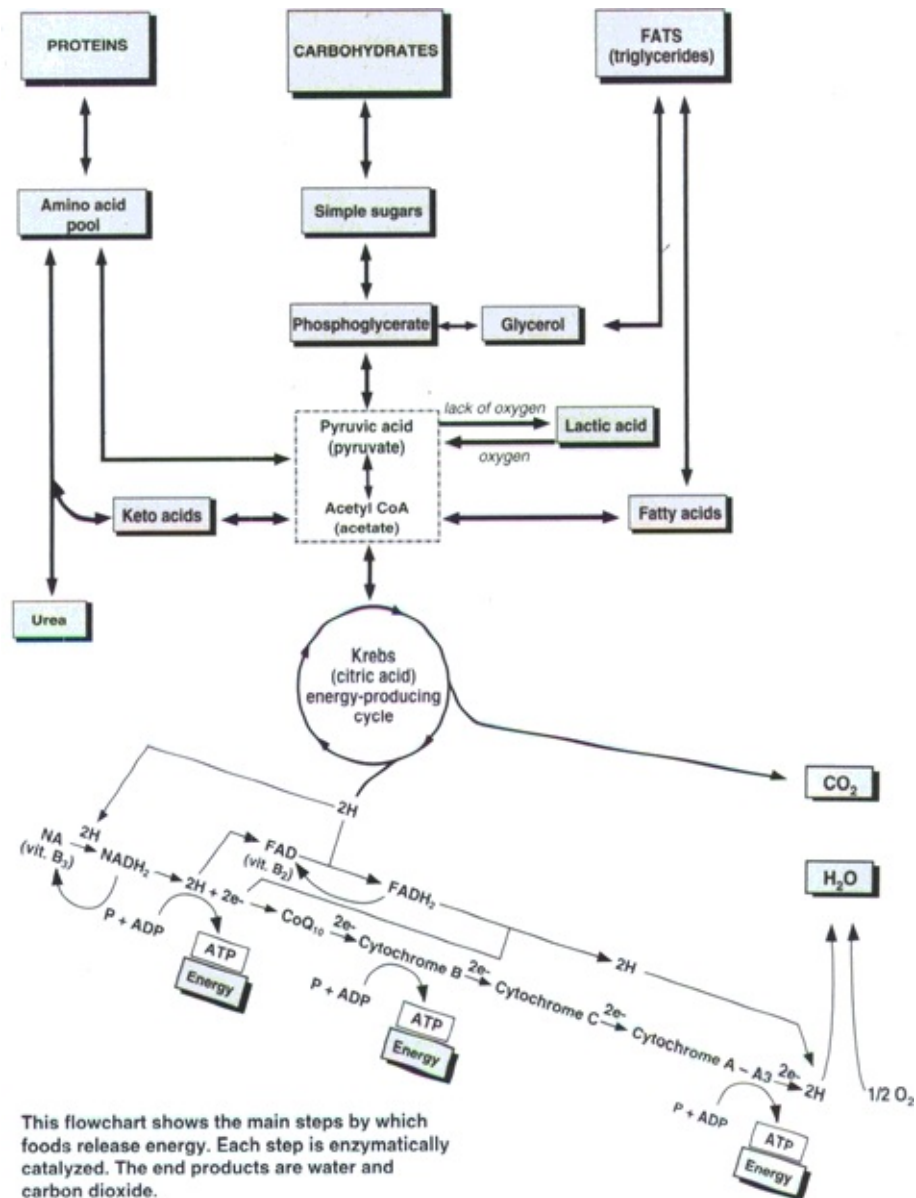 PROTEINS
CARBOHYDRATES
FATS
(triglycerides)
Amino acid
pool
Simple sugars
Phosphoglycerate
Glycerol
lack of oxygen
Pyruvic acid
(pyruvate)
Lactic acid
oxygen
Acetyl CoA
(acetate)
Keto acids
Fatty acids
Urea
Krebs
(citric acid)
energy-producing
cycle
CO₂
2H
2H
NA
(vit. B₃)
NADH₂
FAD
(vit. B₂)
FADH₂
H₂O
2H + 2e-
P + ADP
ATP
Energy
CoQ₁₀
2e-
Cytochrome B
2e-
2H
P + ADP
ATP
Energy
Cytochrome C
2e-
Cytochrome A – A3
2e-
2H
1/2 O₂
P + ADP
ATP
Energy
This flowchart shows the main steps by which
foods release energy. Each step is enzymatically
catalyzed. The end products are water and
carbon dioxide.